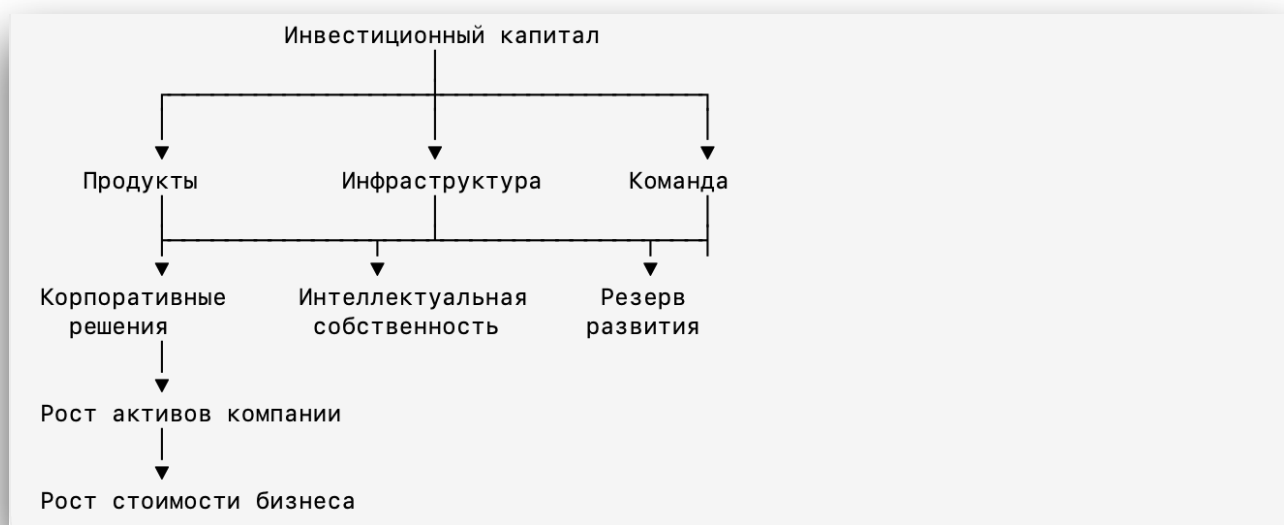 Инвестиционный капитал
Продукты Инфраструктура Команда
Корпоративные Интеллектуальная Резерв
решения собственность развития
Рост активов компании
Рост стоимости бизнеса